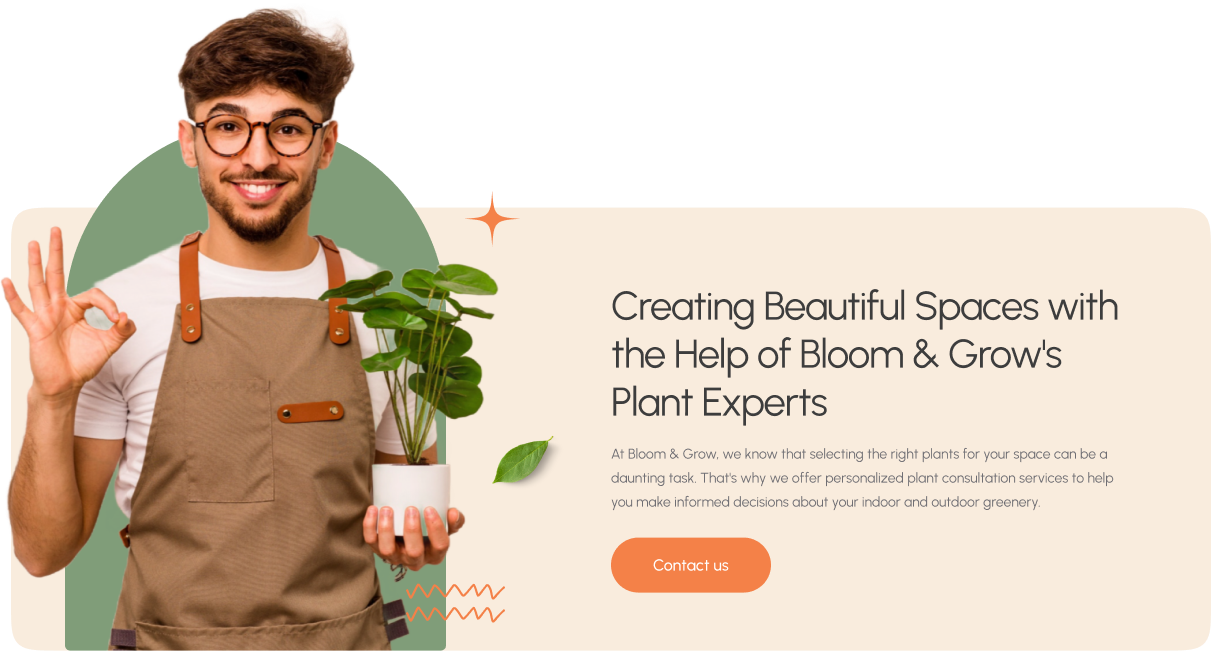 Creating Beautiful Spaces with
the Help of Bloom & Grow's
Plant Experts
At Bloom & Grow, we know that selecting the right plants for your space can be a
daunting task. That's why we offer personalized plant consultation services to help
you make informed decisions about your indoor and outdoor greenery.
Contact us